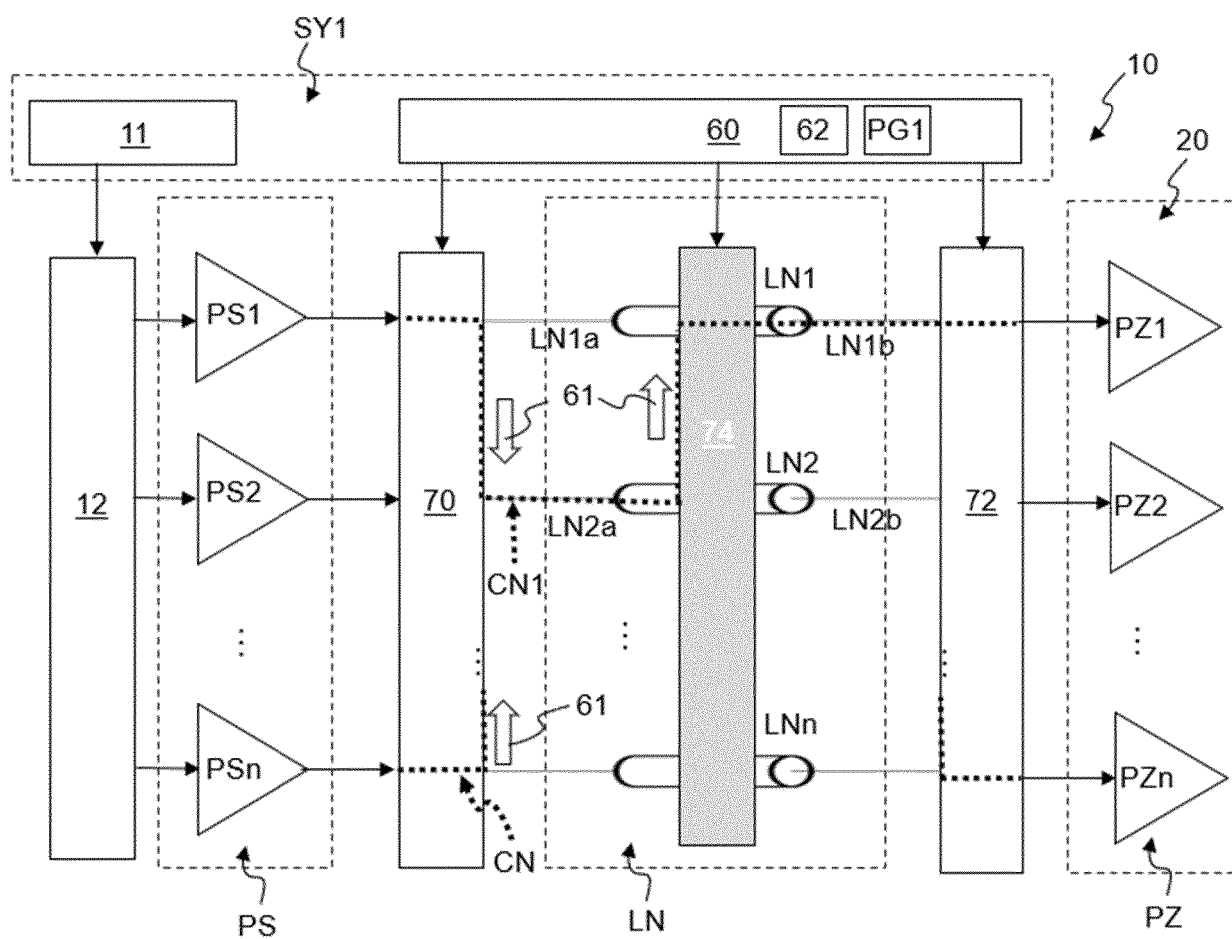 SY1
10
11
60
62
PG1
20
PS1
LN1
PZ1
LN1a
LN1b
61
74
PS2
LN2
PZ2
12
70
72
LN2a
LN2b
CN1
...
...
...
...
...
61
PSn
LNn
PZn
CN
PS
LN
PZ